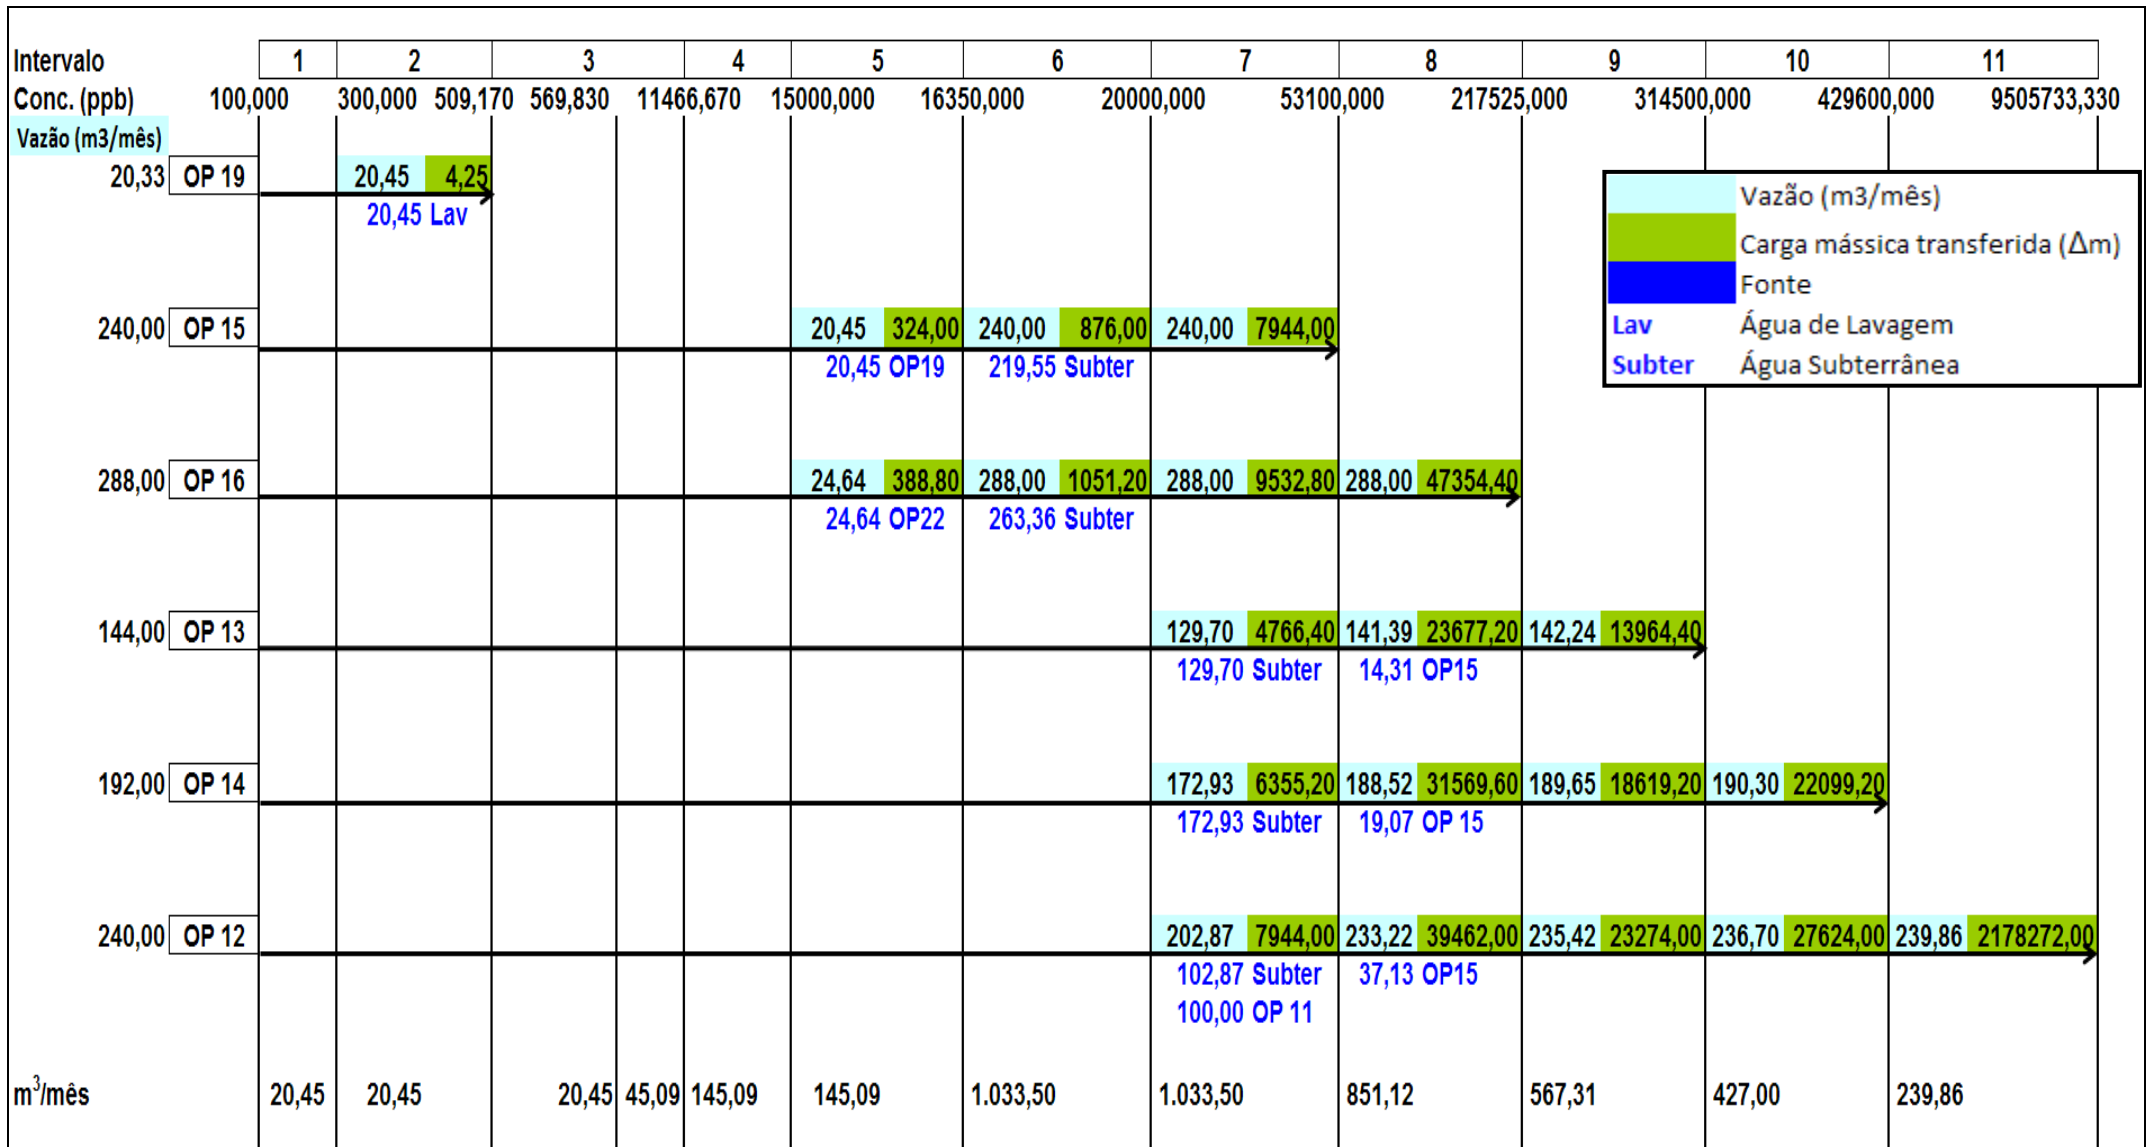 Intervalo 1 2 3 4 5 6 7 8 9 10 11
Conc. (ppb) 100,000 300,000 509,170 569,830 11466,670 15000,000 16350,000 20000,000 53100,000 217525,000 314500,000 429600,000 9505733,330
Vazão (m3/mês)
20,33 OP 19 20,45 4,25
20,45 Lav
Vazão (m3/mês)
Carga mássica transferida (Δm)
Fonte
Lav Água de Lavagem
Subter Água Subterrânea
240,00 OP 15 20,45 324,00 240,00 876,00 240,00 7944,00
20,45 OP19 219,55 Subter
288,00 OP 16 24,64 388,80 288,00 1051,20 288,00 9532,80 288,00 47354,40
24,64 OP22 263,36 Subter
144,00 OP 13 129,70 4766,40 141,39 23677,20 142,24 13964,40
129,70 Subter 14,31 OP15
192,00 OP 14 172,93 6355,20 188,52 31569,60 189,65 18619,20 190,30 22099,20
172,93 Subter 19,07 OP 15
240,00 OP 12 202,87 7944,00 233,22 39462,00 235,42 23274,00 236,70 27624,00 239,86 2178272,00
102,87 Subter 37,13 OP15
100,00 OP 11
m³/mês 20,45 20,45 20,45 45,09 145,09 145,09 1.033,50 1.033,50 851,12 567,31 427,00 239,86